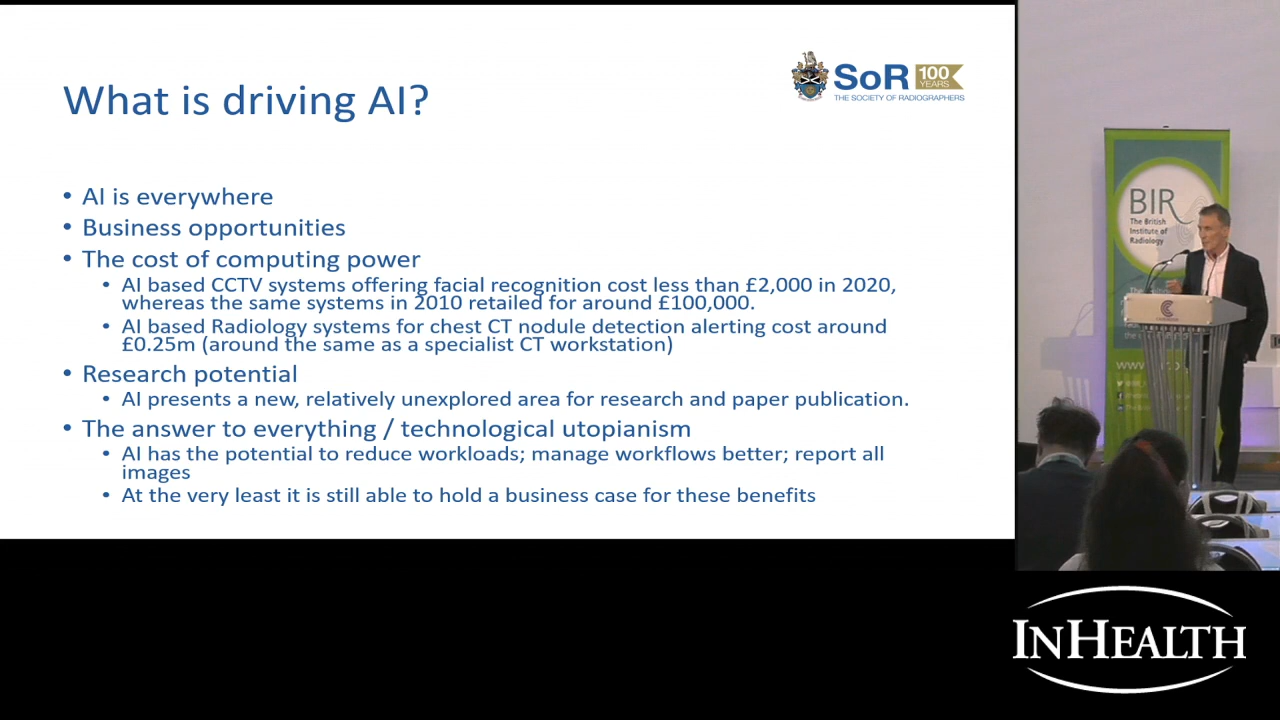 What is driving AI?
SoR 100 YEARS
THE SOCIETY OF RADIOGRAPHERS
• AI is everywhere
• Business opportunities
• The cost of computing power
• AI based CCTV systems offering facial recognition cost less than £2,000 in 2020,
whereas the same systems in 2010 retailed for around £100,000.
• AI based Radiology systems for chest CT nodule detection alerting cost around
£0.25m (around the same as a specialist CT workstation)
• Research potential
• AI presents a new, relatively unexplored area for research and paper publication.
• The answer to everything / technological utopianism
• AI has the potential to reduce workloads; manage workflows better; report all
images
• At the very least it is still able to hold a business case for these benefits
BIR
The British
Institute of
Radiology
INHEALTH